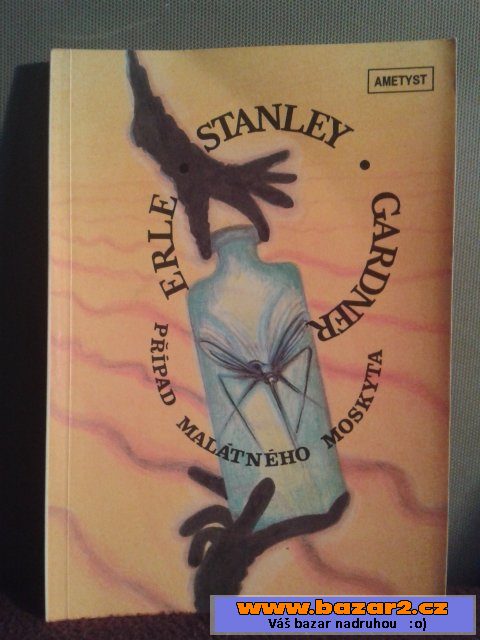 AMETYST
ERLE • STANLEY • GARDNER
PŘÍPAD MALÁTNÉHO MOSKYTA
www.bazar2.cz
Váš bazar nadruhou :o)